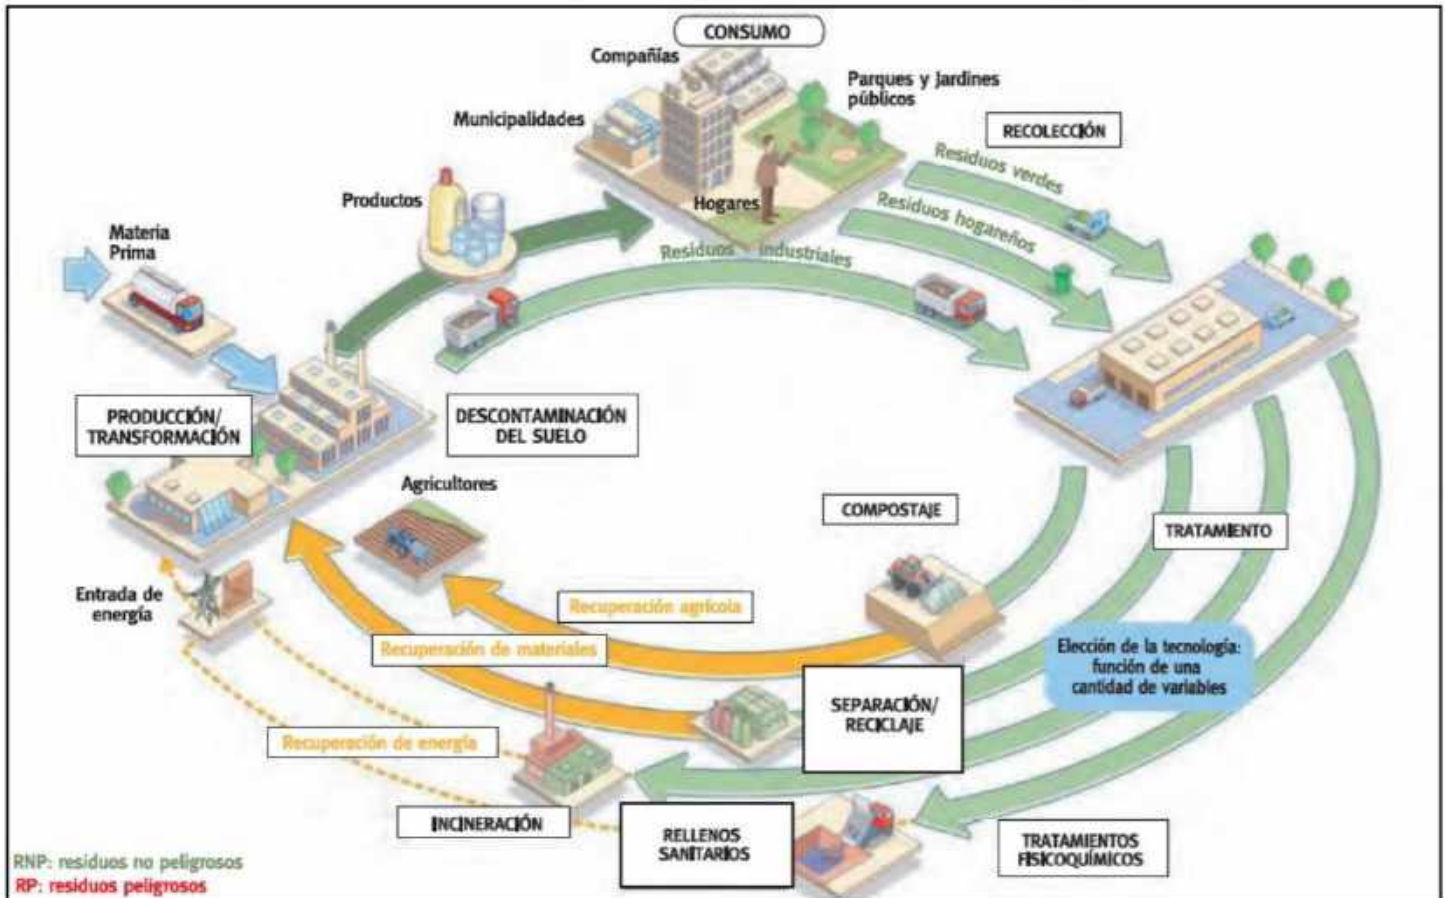 CONSUMO
Compañías
Parques y Jardines
públicos
Municipalidades
RECOLECCIÓN
Residuos verdes
Productos
Hogares
Residuos hogareños
Materia
Prima
Residuos industriales
PRODUCCIÓN/
TRANSFORMACIÓN
DESCONTAMINACIÓN
DEL SUELO
Agricultores
COMPOSTAJE
TRATAMIENTO
Entrada de
energía
Recuperación agrícola
Recuperación de materiales
Elección de la tecnología:
función de una
cantidad de variables
SEPARACIÓN/
RECICLAJE
Recuperación de energía
INCINERACIÓN
RELLENOS
SANITARIOS
TRATAMIENTOS
FISICOQUÍMICOS
RNP: residuos no peligrosos
RP: residuos peligrosos